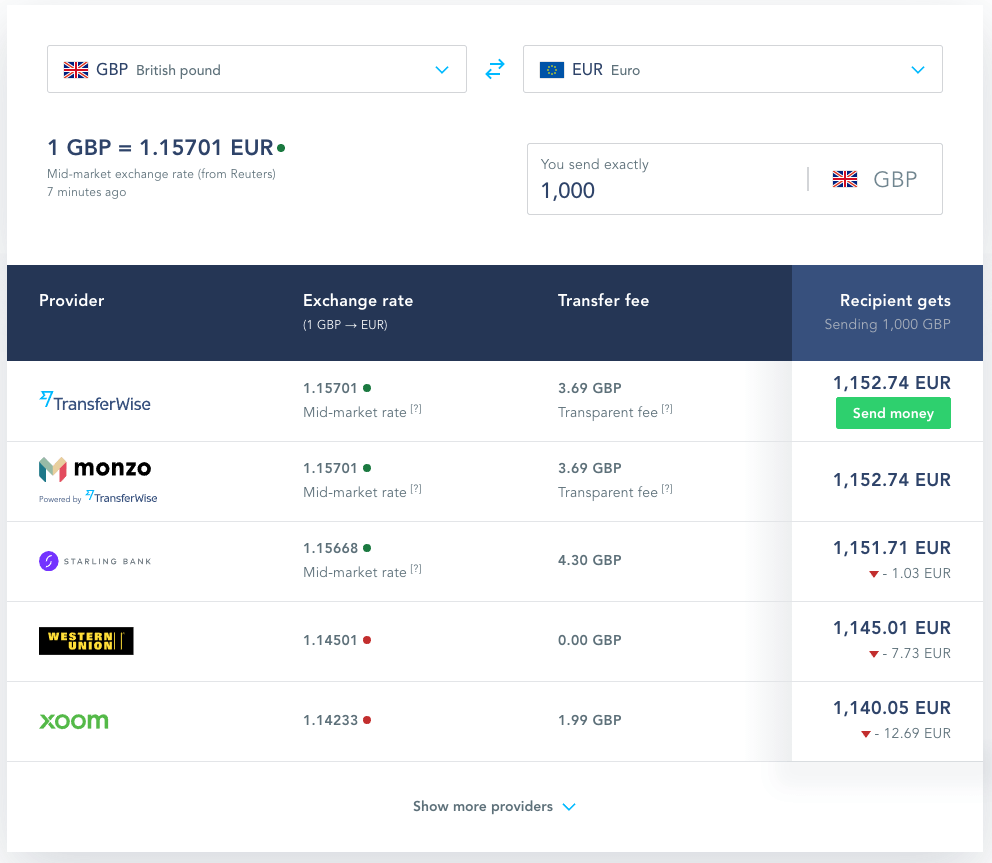 GBP British pound
EUR Euro
1 GBP = 1.15701 EUR
Mid-market exchange rate (from Reuters)
7 minutes ago
You send exactly
1,000
GBP
Provider
Exchange rate
(1 GBP → EUR)
Transfer fee
Recipient gets
Sending 1,000 GBP
TransferWise
1.15701
Mid-market rate [?]
3.69 GBP
Transparent fee [?]
1,152.74 EUR
Send money
monzo
Powered by TransferWise
1.15701
Mid-market rate [?]
3.69 GBP
Transparent fee [?]
1,152.74 EUR
STARLING BANK
1.15668
Mid-market rate [?]
4.30 GBP
1,151.71 EUR
- 1.03 EUR
WESTERN
UNION
1.14501
0.00 GBP
1,145.01 EUR
- 7.73 EUR
xoom
1.14233
1.99 GBP
1,140.05 EUR
- 12.69 EUR
Show more providers